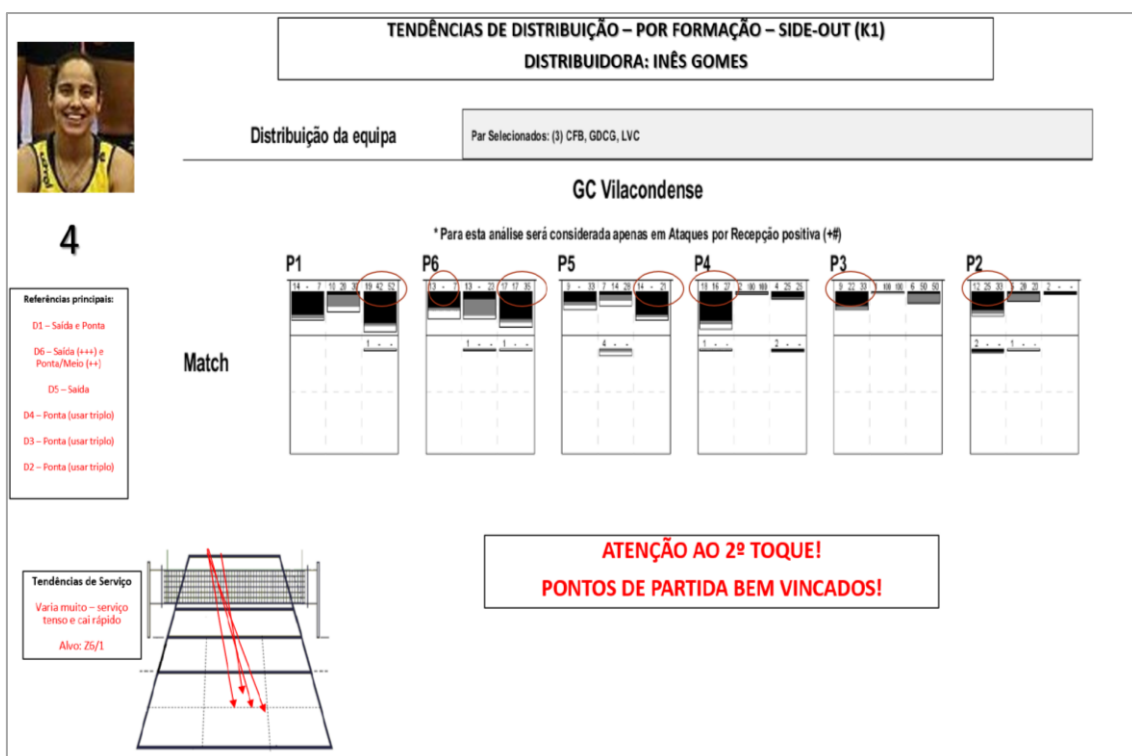 TENDÊNCIAS DE DISTRIBUIÇÃO – POR FORMAÇÃO – SIDE-OUT (K1)
DISTRIBUIDORA: INÊS GOMES
Distribuição da equipa
Par Selecionados: (3) CFB, GDCG, LVC
GC Vilacondense
4
* Para esta análise será considerada apenas em Ataques por Recepção positiva (+#)
P1 P6 P5 P4 P3 P2
14 - 7 10 28 30 19 42 52
13 - 13 - 23 17 17 35
9 - 33 7 14 28 14 - 21
18 16 27 2 100 100 4 25 25
9 22 33 100 100 6 50 50
12 25 33 20 20 2 - -
Match
1 - -
1 - - 1 - -
4 - -
1 - - 2 - -
2 - - 1 - -
Referências principais:
D1 – Saída e Ponta
D6 – Saída (+++) e
Ponta/Meio (++)
D5 – Saída
D4 – Ponta (usar triplo)
D3 – Ponta (usar triplo)
D2 – Ponta (usar triplo)
ATENÇÃO AO 2º TOQUE!
PONTOS DE PARTIDA BEM VINCADOS!
Tendências de Serviço
Varia muito – serviço
tenso e cai rápido
Alvo: Z6/1